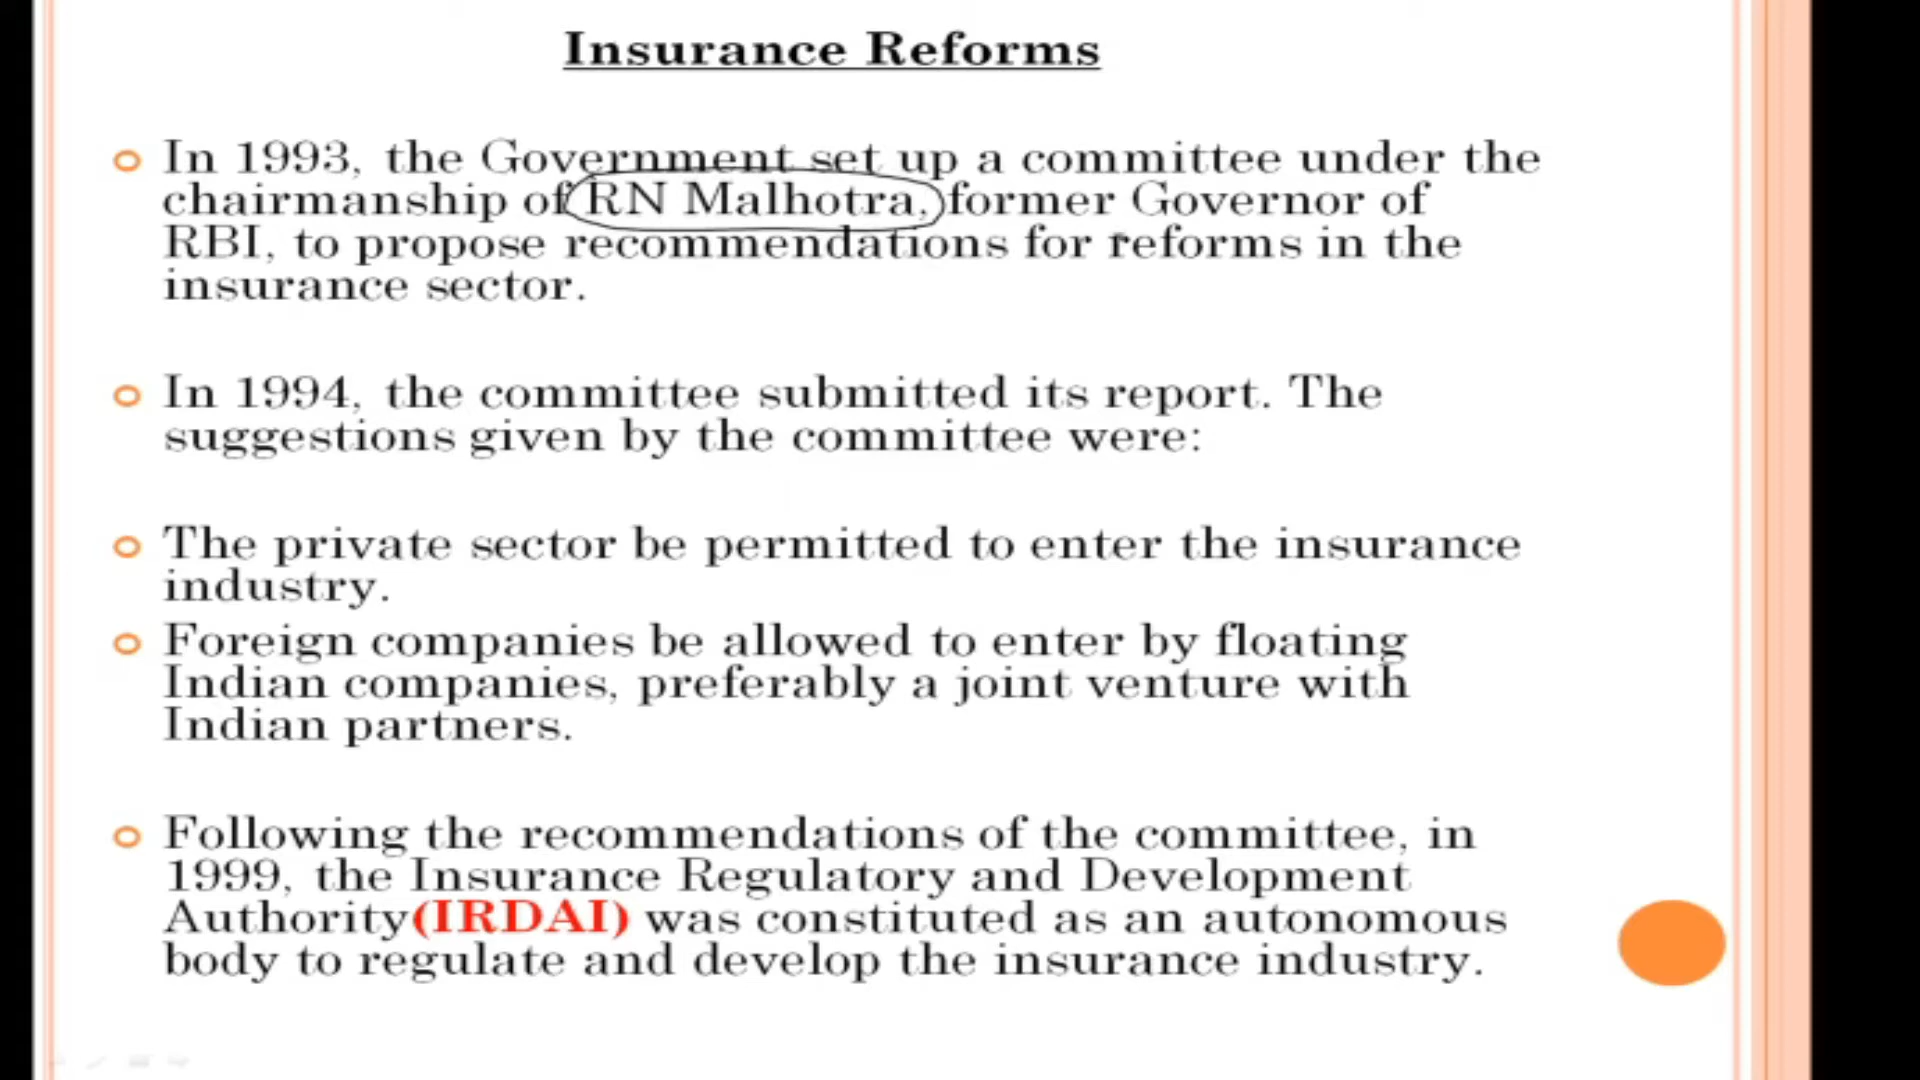 Insurance Reforms
In 1993, the Government set up a committee under the
chairmanship of RN Malhotra, former Governor of
RBI, to propose recommendations for reforms in the
insurance sector.
In 1994, the committee submitted its report. The
suggestions given by the committee were:
The private sector be permitted to enter the insurance
industry.
Foreign companies be allowed to enter by floating
Indian companies, preferably a joint venture with
Indian partners.
Following the recommendations of the committee, in
1999, the Insurance Regulatory and Development
Authority(IRDAI) was constituted as an autonomous
body to regulate and develop the insurance industry.